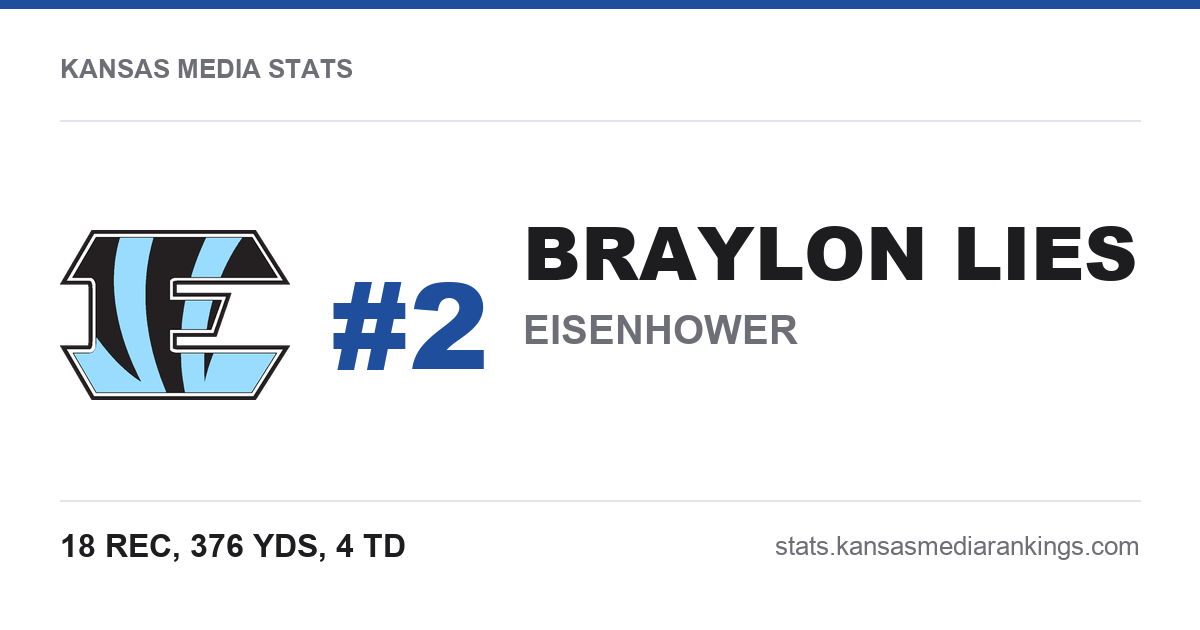 KANSAS MEDIA STATS
E
#2
BRAYLON LIES
EISENHOWER
18 REC, 376 YDS, 4 TD
stats.kansasmediarankings.com